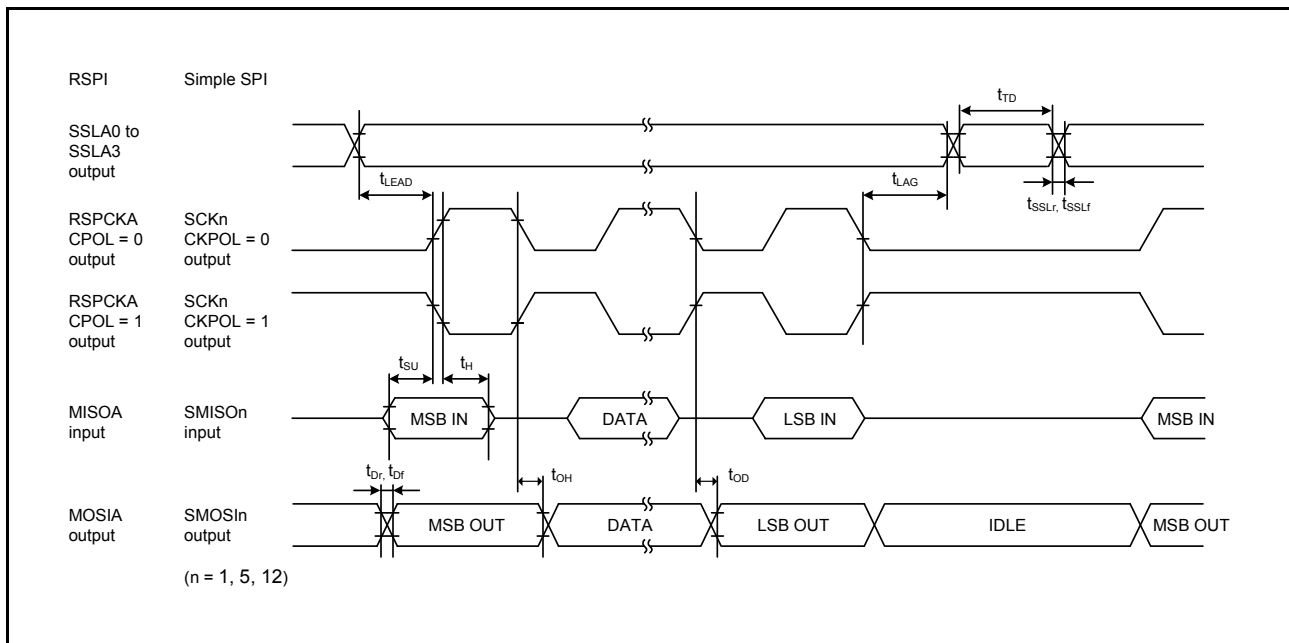 RSPI Simple SPI
tTD
SSLA0 to
SSLA3
output
tLEAD
tLAG
tSSLr, tSSLf
RSPCKA SCKn
CPOL = 0 CKPOL = 0
output output
RSPCKA SCKn
CPOL = 1 CKPOL = 1
output output
tSU tH
MISOA SMISOn
input input
MSB IN DATA LSB IN MSB IN
tDr, tDf tOH tOD
MOSIA SMOSIn
output output
MSB OUT DATA LSB OUT IDLE MSB OUT
(n = 1, 5, 12)